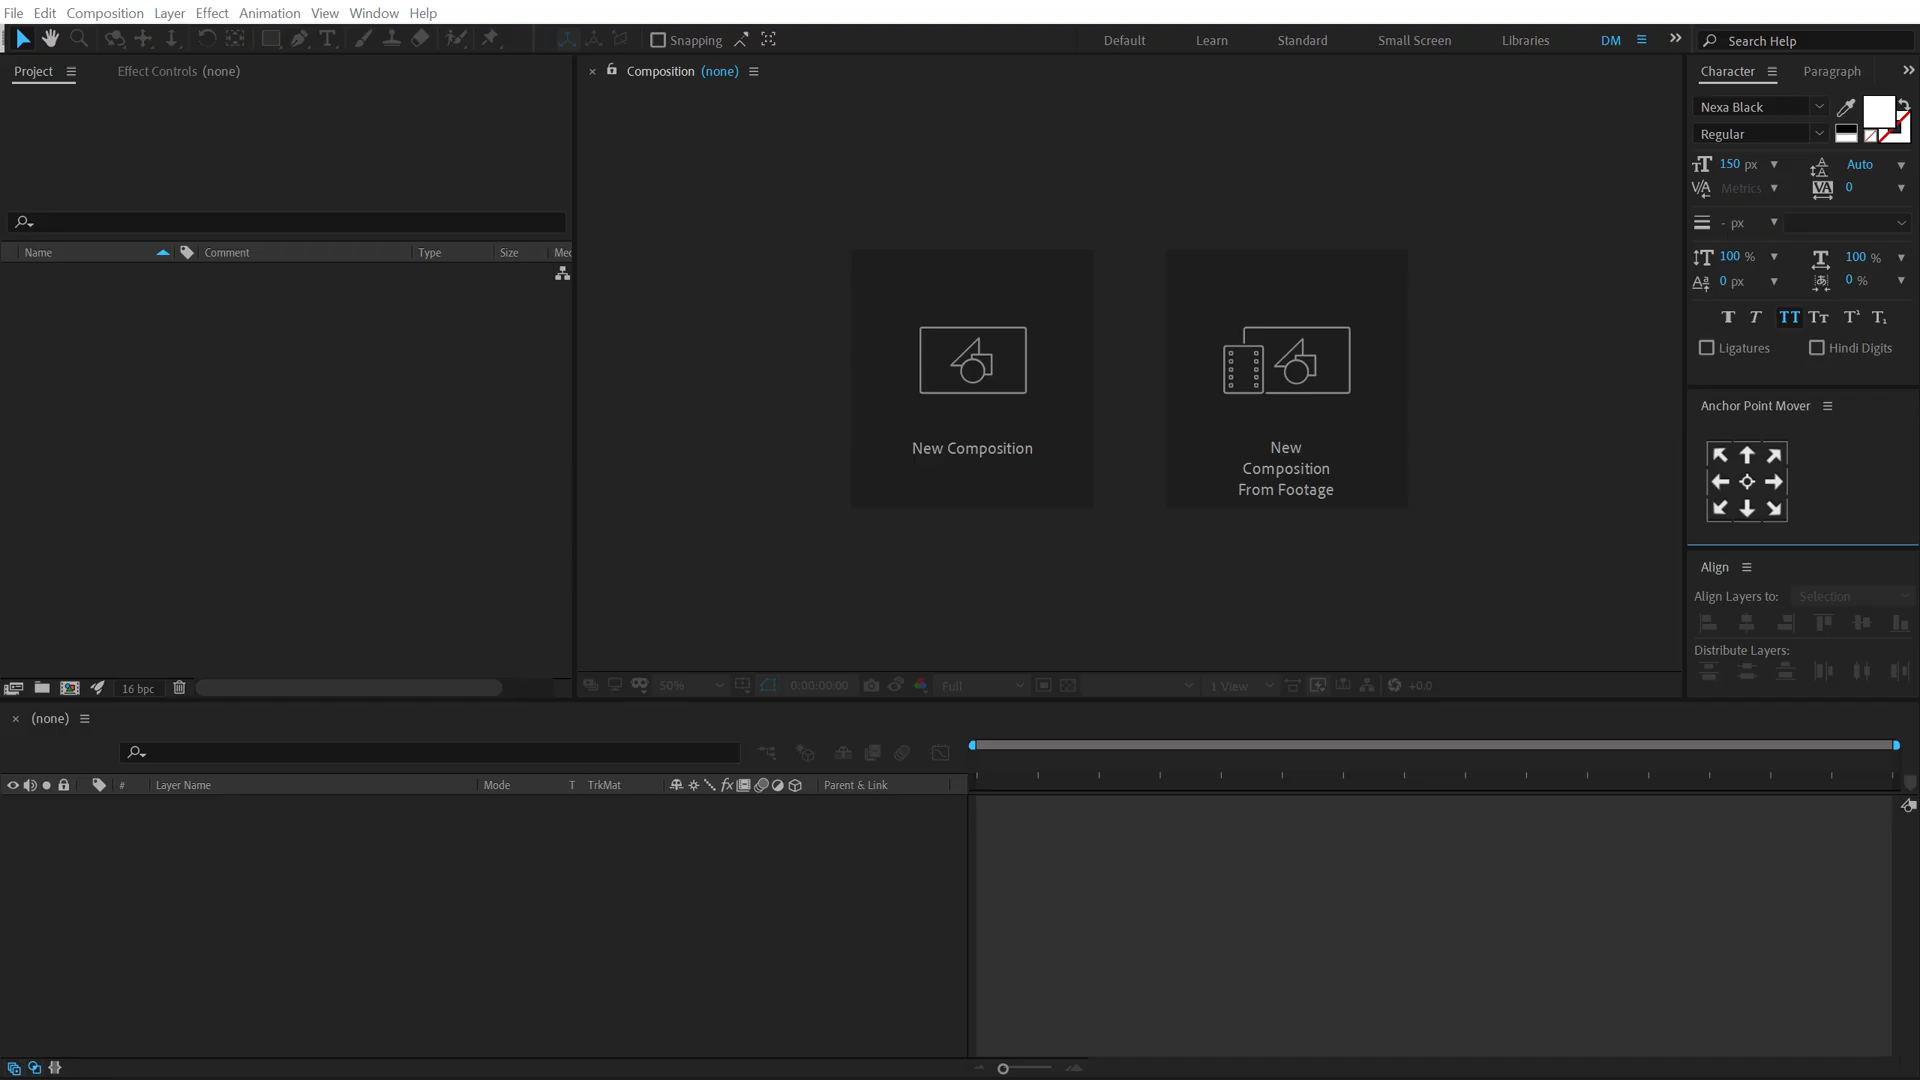 File Edit Composition Layer Effect Animation View Window Help
Snapping Default Learn Standard Small Screen Libraries DM Search Help
Project Effect Controls (none) Composition (none) Character Paragraph
Nexa Black
Regular
150 px Auto
Metrics 0
- px
100 % 100 %
0 px 0 %
Ligatures Hindi Digits
Anchor Point Mover
Align
Align Layers to: Selection
Distribute Layers:
Name Comment Type Size Med
New Composition
New
Composition
From Footage
16 bpc 50% 0:00:00:00 Full 1 View +0.0
(none)
# Layer Name Mode T TrkMat fx Parent & Link